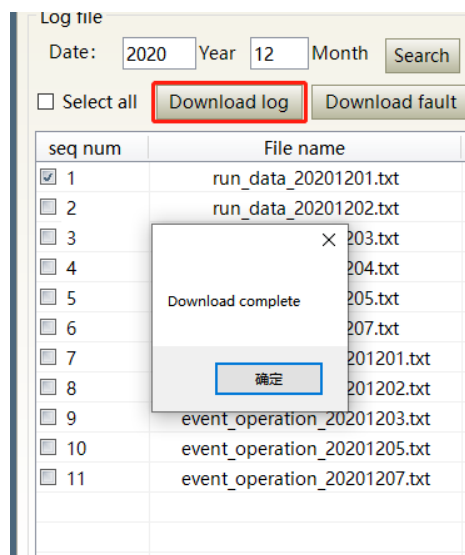 Log file
Date: 2020 Year 12 Month Search
Select all Download log Download fault
seq num File name
1 run_data_20201201.txt
2 run_data_20201202.txt
3 203.txt
4 204.txt
5 205.txt
6 207.txt
7 201201.txt
8 201202.txt
9 event_operation_20201203.txt
10 event_operation_20201205.txt
11 event_operation_20201207.txt
Download complete
确定